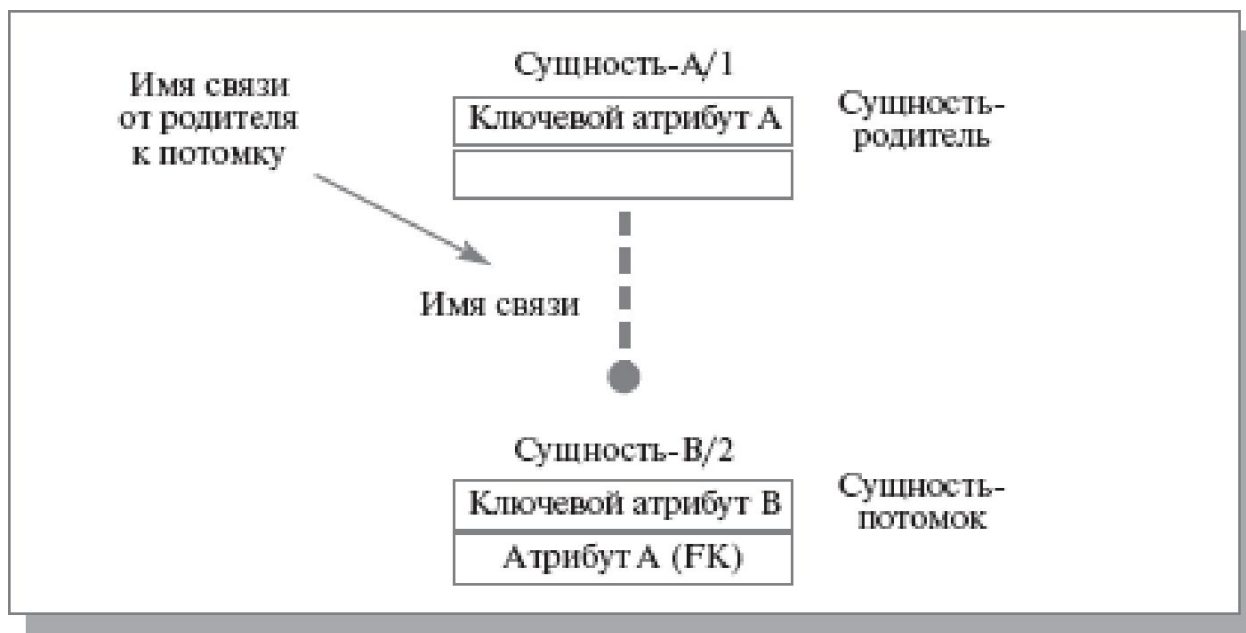 Сущность-А/1
Имя связи
от родителя
к потомку
Ключевой атрибут А
Сущность-
родитель
Имя связи
Сущность-В/2
Ключевой атрибут В
Атрибут А (FK)
Сущность-
потомок